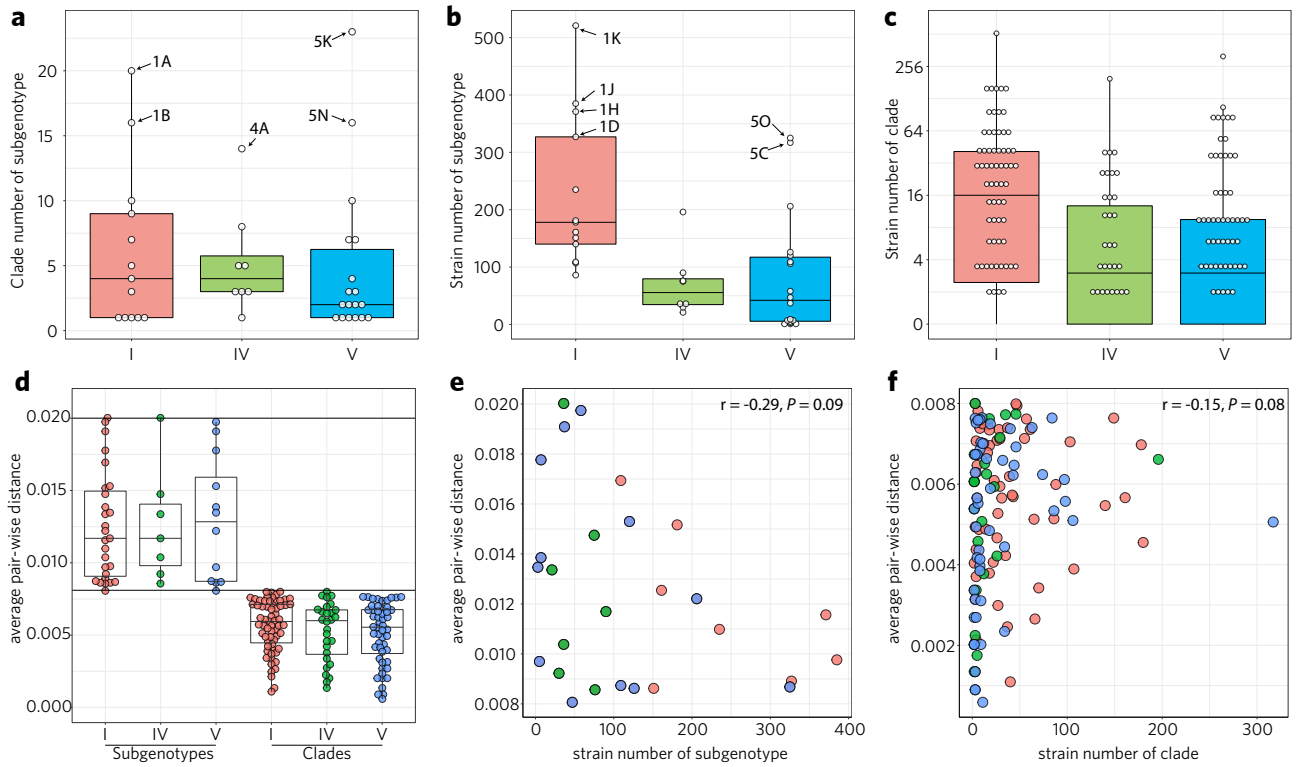 a
Clade number of subgenotype
20
15
10
5
0
1A
1B
4A
5K
5N
I
IV
V
b
Strain number of subgenotype
500
400
300
200
100
0
1K
1J
1H
1D
5O
5C
I
IV
V
c
Strain number of clade
256
64
16
4
0
I
IV
V
d
average pair-wise distance
0.020
0.015
0.010
0.005
0.000
I
IV
V
I
IV
V
Subgenotypes
Clades
e
average pair-wise distance
r = -0.29, P = 0.09
0.020
0.018
0.016
0.014
0.012
0.010
0.008
0
100
200
300
400
strain number of subgenotype
f
average pair-wise distance
r = -0.15, P = 0.08
0.008
0.006
0.004
0.002
0
100
200
300
strain number of clade